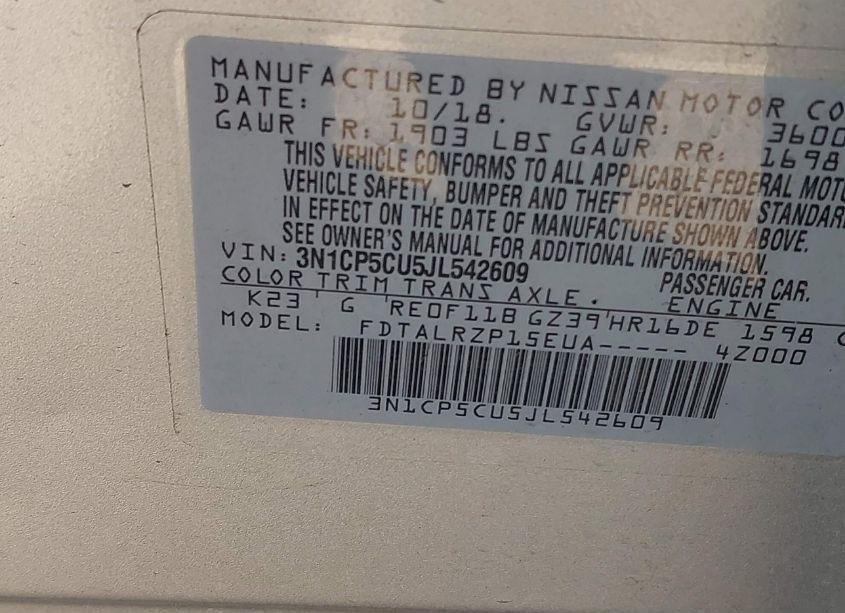 MANUFACTURED BY NISSAN MOTOR CO
DATE: 10/18. GVWR: 3600
GAWR FR: 1903 LBS GAWR RR: 1698
THIS VEHICLE CONFORMS TO ALL APPLICABLE FEDERAL MOTO
VEHICLE SAFETY, BUMPER AND THEFT PREVENTION STANDAR
IN EFFECT ON THE DATE OF MANUFACTURE SHOWN ABOVE.
SEE OWNER'S MANUAL FOR ADDITIONAL INFORMATION.
VIN: 3N1CP5CU5JL542609 PASSENGER CAR.
COLOR TRIM TRANS AXLE. ENGINE
K23 G RE0F11B GZ39 HR16DE 1598 C
MODEL: FDTALRZP15EUA----- 4Z000
3N1CP5CU5JL542609